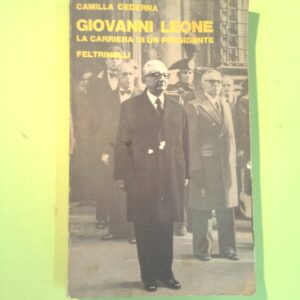 CAMILLA CEDERNA
GIOVANNI LEONE
LA CARRIERA DI UN PRESIDENTE
FELTRINELLI